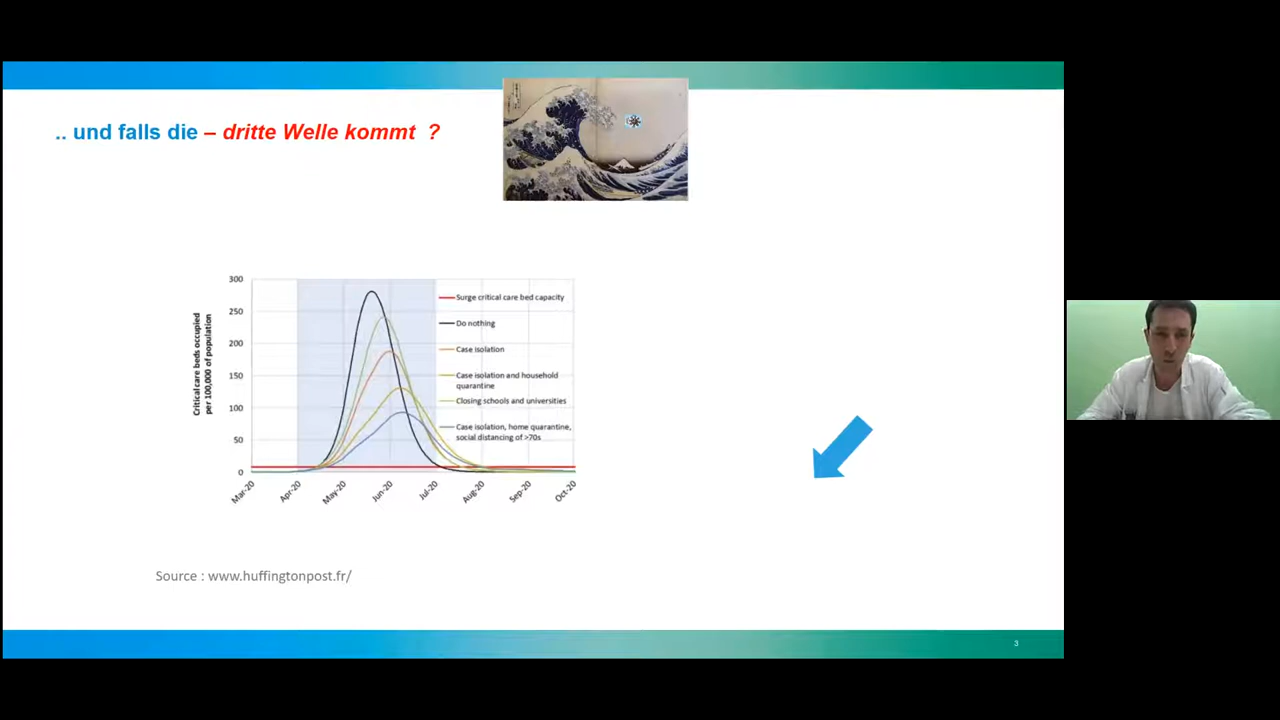 .. und falls die – dritte Welle kommt ?
300
250
200
150
100
50
0
Critical care beds occupied
per 100,000 of population
Surge critical care bed capacity
Do nothing
Case isolation
Case isolation and household
quarantine
Closing schools and universities
Case isolation, home quarantine,
social distancing of >70s
Mar-20
Apr-20
May-20
Jun-20
Jul-20
Aug-20
Sep-20
Oct-20
Source : www.huffingtonpost.fr/
3